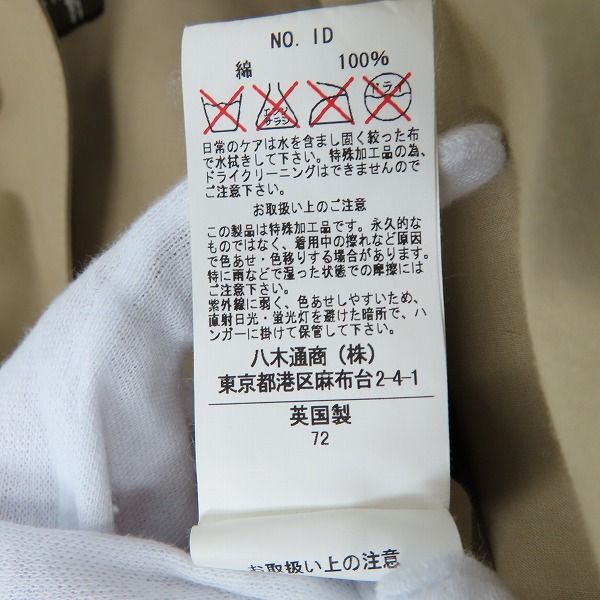 NO. ID
綿 100%
エンソ サラシ ドライ
日常のケアは水を含まし固く絞った布
で水拭きして下さい。特殊加工品の為、
ドライクリーニングはできませんので
ご注意下さい。
お取扱い上のご注意
この製品は特殊加工品です。永久的な
ものではなく、着用中の擦れなど原因
で色あせ・色移りする場合があります。
特に雨などで湿った状態での摩擦には
ご注意下さい。
紫外線に弱く、色あせしやすいため、
直射日光・蛍光灯を避けた暗所で、ハ
ンガーに掛けて保管して下さい。
八木通商（株）
東京都港区麻布台2-4-1
英国製
72
お取扱い上の注意